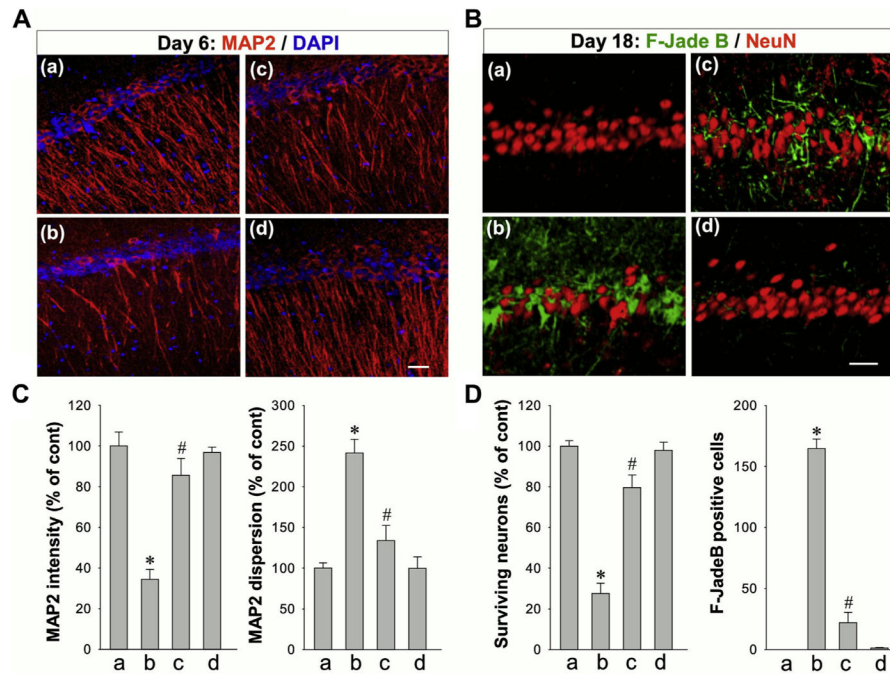 A
Day 6: MAP2 / DAPI
(a)
(c)
(b)
(d)
B
Day 18: F-Jade B / NeuN
(a)
(c)
(b)
(d)
C
MAP2 intensity (% of cont)
120
100
80
60
40
20
0
*
#
a b c d
MAP2 dispersion (% of cont)
300
250
200
150
100
50
0
*
#
a b c d
D
Surviving neurons (% of cont)
120
100
80
60
40
20
0
*
#
a b c d
F-JadeB positive cells
200
150
100
50
0
*
#
a b c d